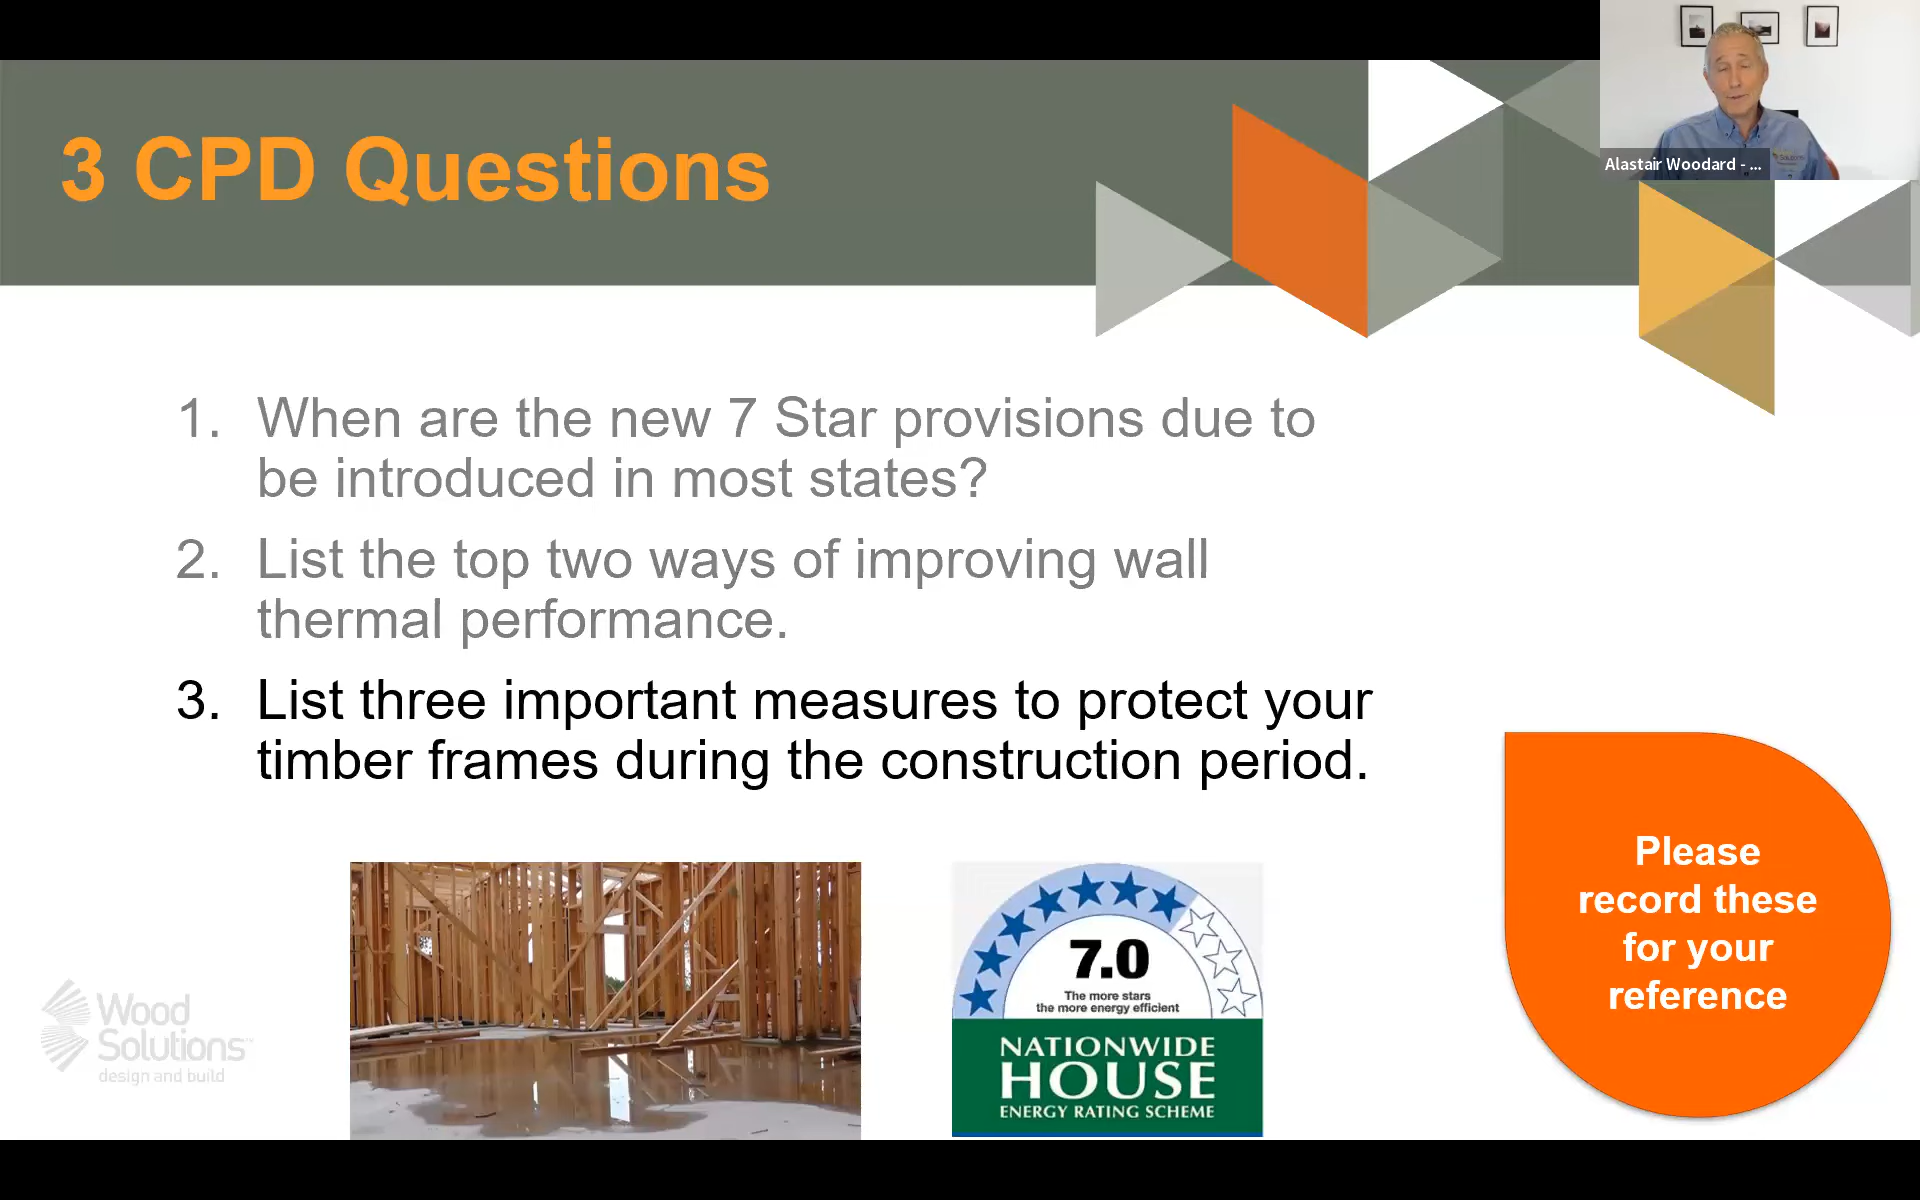 Alastair Woodard - ...
3 CPD Questions
1. When are the new 7 Star provisions due to
be introduced in most states?
2. List the top two ways of improving wall
thermal performance.
3. List three important measures to protect your
timber frames during the construction period.
Please
record these
for your
reference
7.0
The more stars
the more energy efficient
NATIONWIDE
HOUSE
ENERGY RATING SCHEME
Wood
Solutions™
design and build